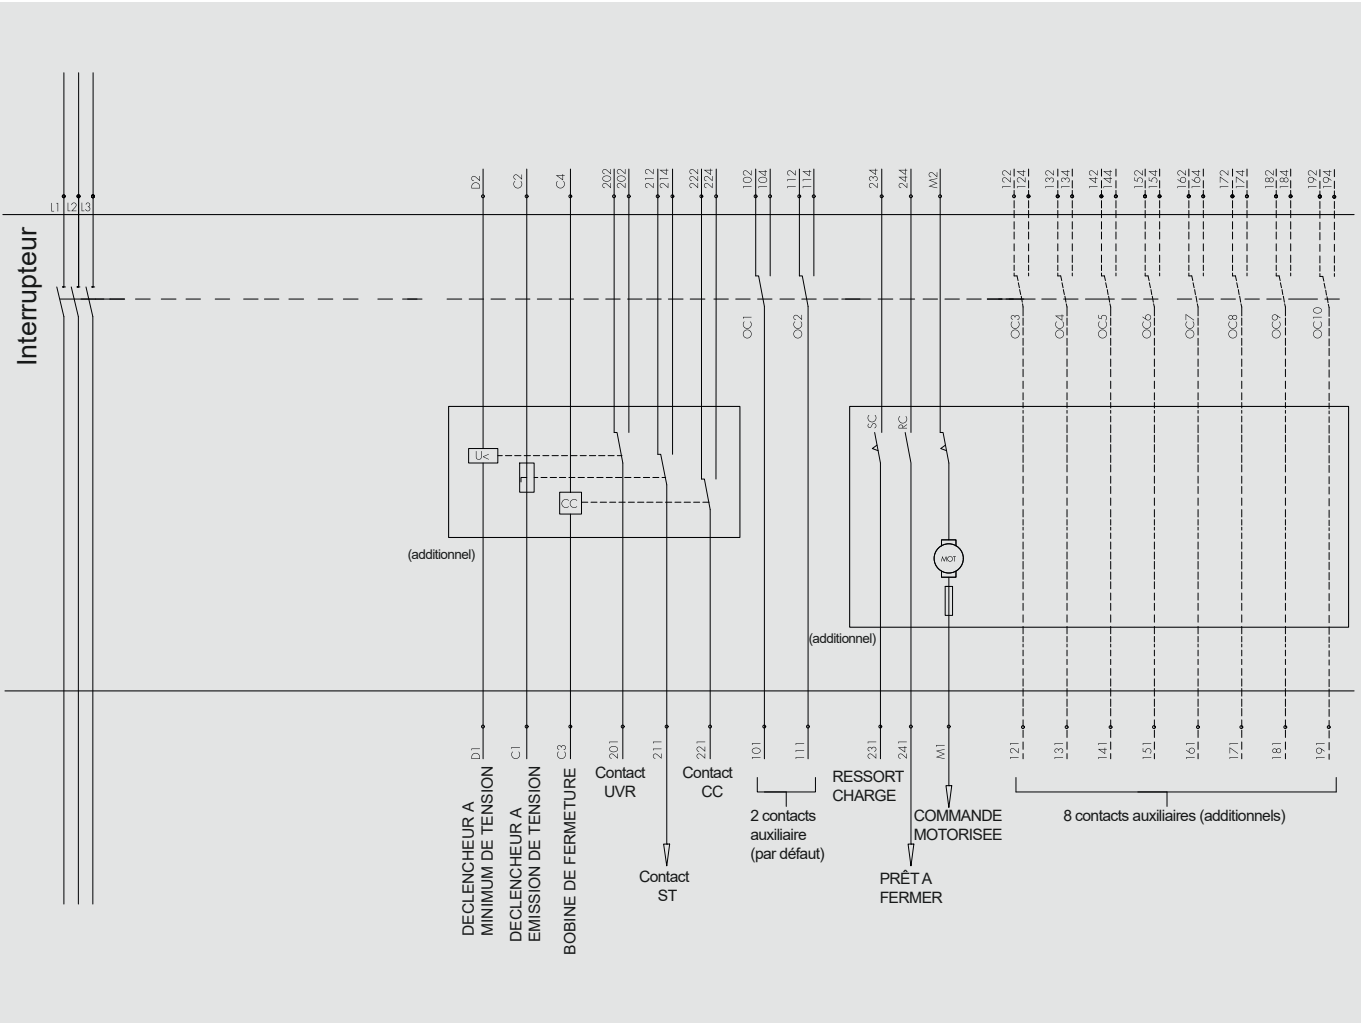 D2
C2
C4
202
202
212
214
222
224
102
104
112
114
234
244
M2
122
124
132
134
142
144
152
154
162
164
172
174
182
184
192
194
L1
L2
L3
Interrupteur
OC1
OC2
OC3
OC4
OC5
OC6
OC7
OC8
OC9
OC10
SC
RC
U<
CC
MOT
(additionnel)
(additionnel)
D1
C1
C3
201
211
221
101
111
231
241
M1
121
131
141
151
161
171
181
191
DECLENCHEUR A
MINIMUM DE TENSION
DECLENCHEUR A
EMISSION DE TENSION
BOBINE DE FERMETURE
Contact
UVR
Contact
ST
Contact
CC
2 contacts
auxiliaire
(par défaut)
RESSORT
CHARGE
PRÊT A
FERMER
COMMANDE
MOTORISEE
8 contacts auxiliaires (additionnels)